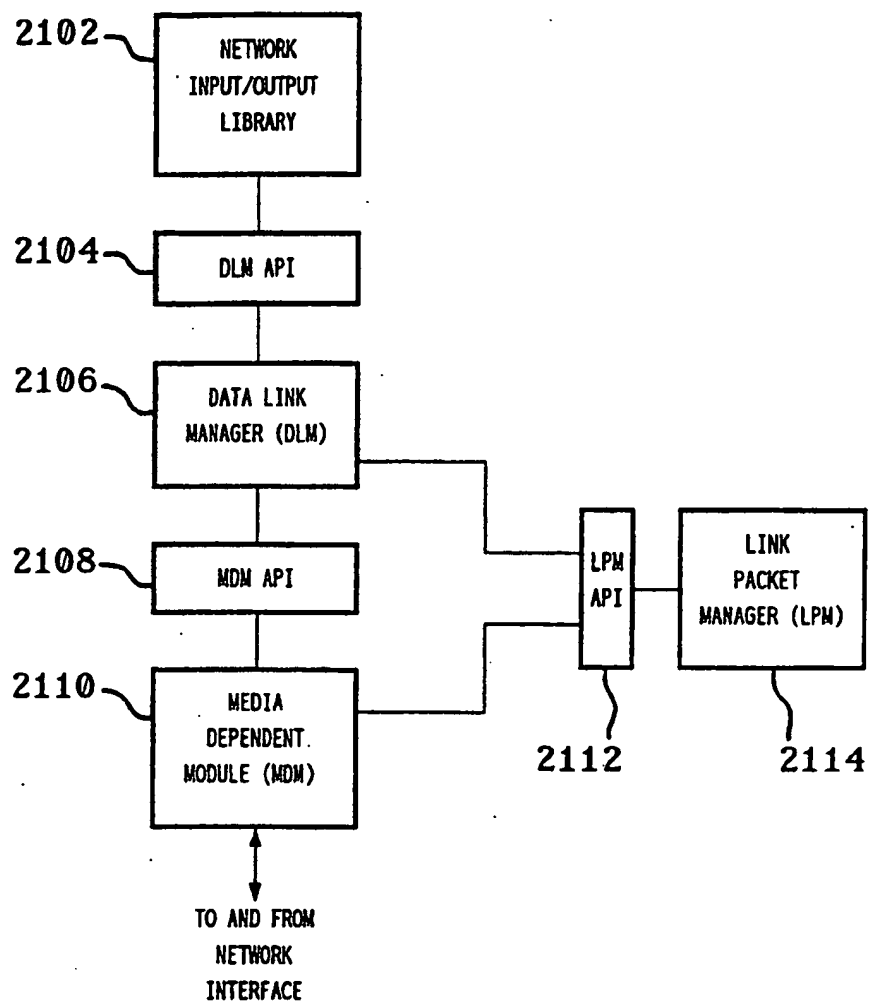 2102
NETWORK
INPUT/OUTPUT
LIBRARY
2104
DLM API
2106
DATA LINK
MANAGER (DLM)
2108
MDM API
2110
MEDIA
DEPENDENT
MODULE (MDM)
LPM
API
2112
LINK
PACKET
MANAGER (LPM)
2114
TO AND FROM
NETWORK
INTERFACE